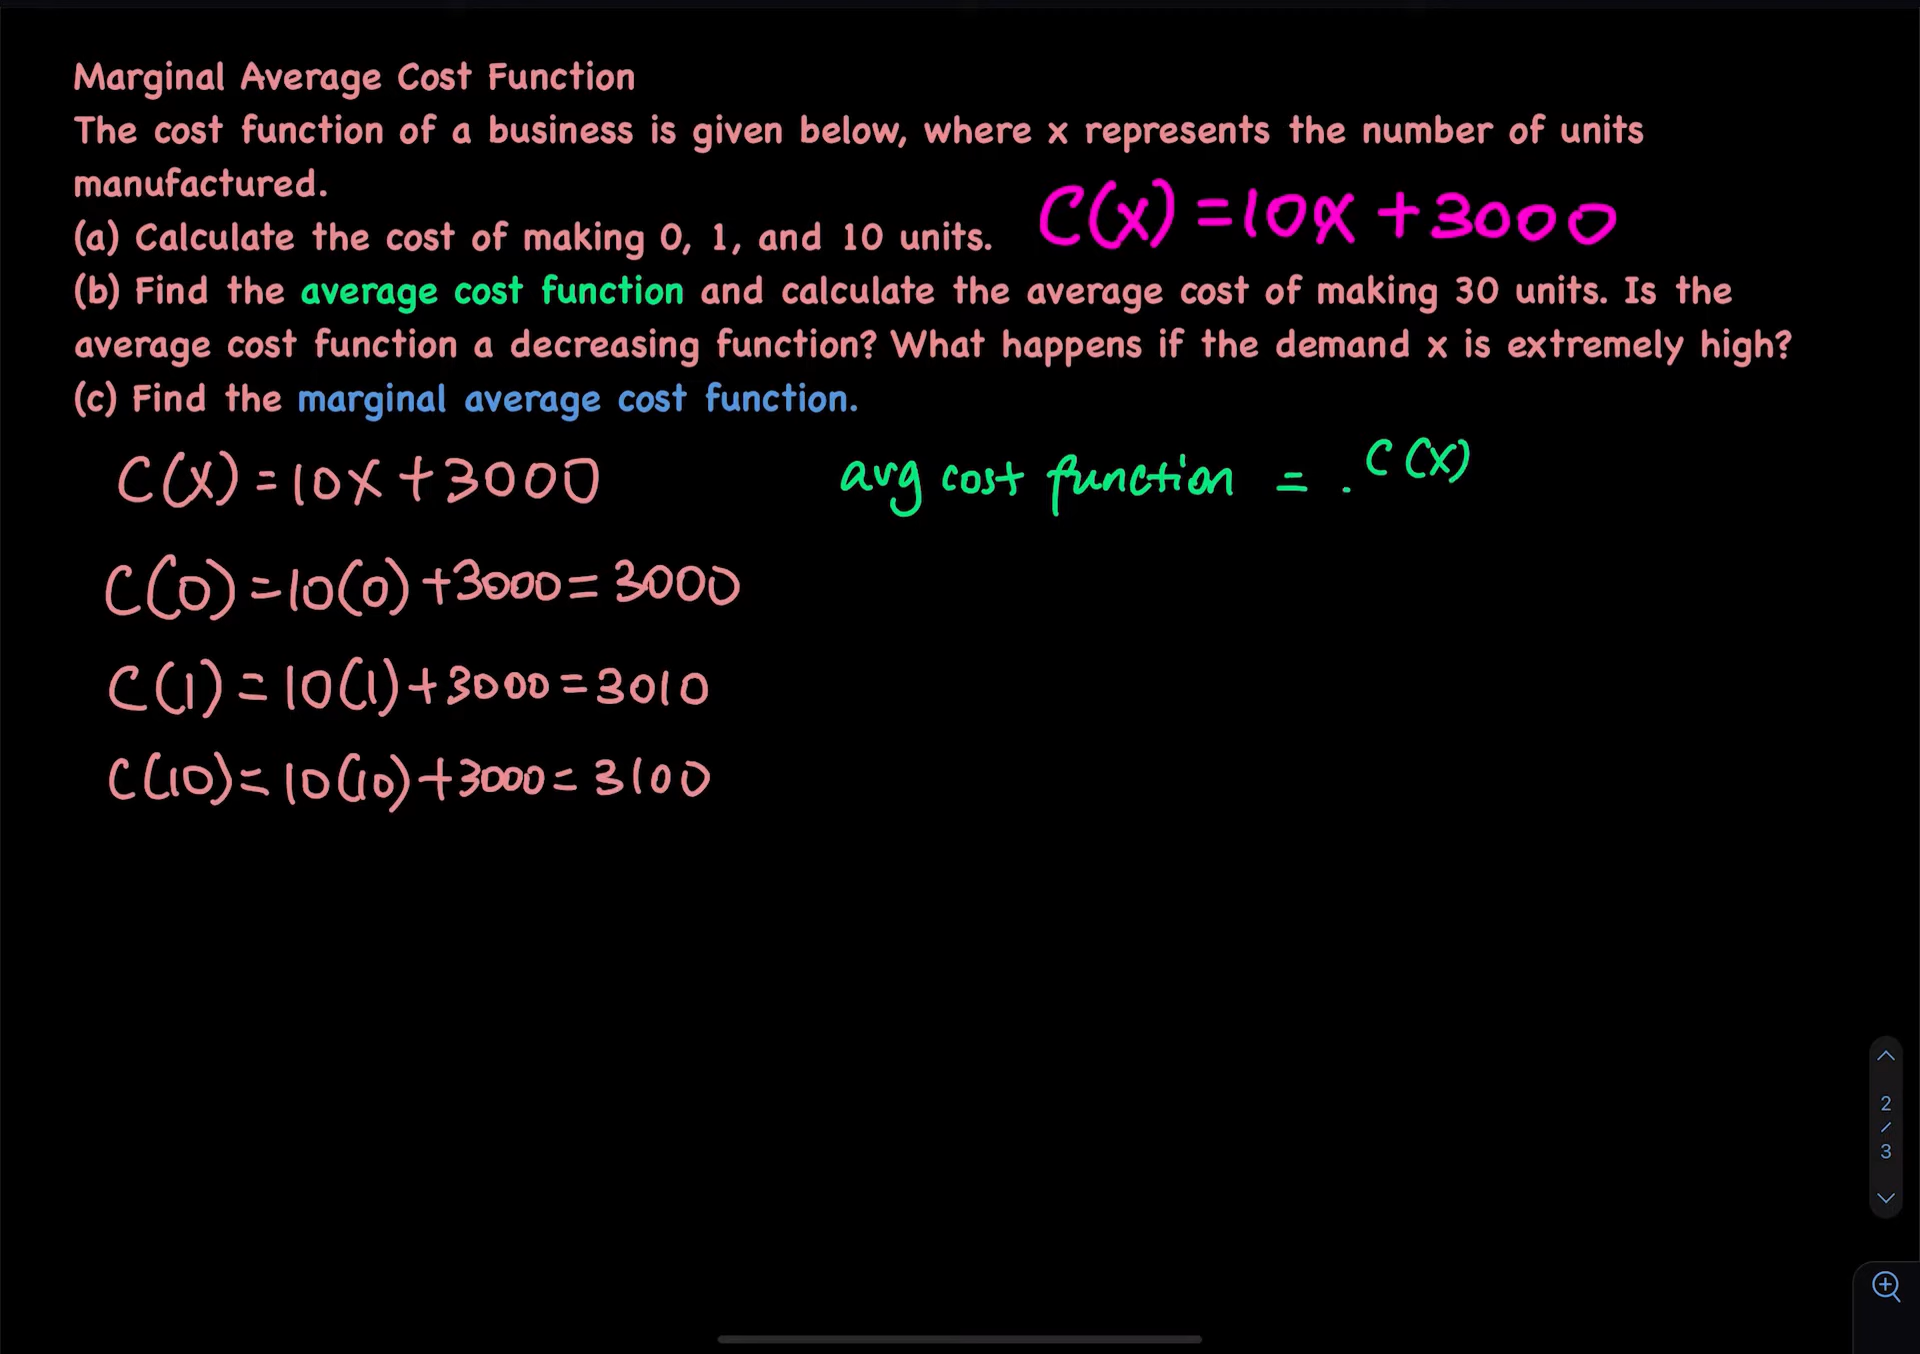 Marginal Average Cost Function
The cost function of a business is given below, where x represents the number of units
manufactured.
C(x) = 10x + 3000
(a) Calculate the cost of making 0, 1, and 10 units.
(b) Find the average cost function and calculate the average cost of making 30 units. Is the
average cost function a decreasing function? What happens if the demand x is extremely high?
(c) Find the marginal average cost function.
C(x) = 10x + 3000
avg cost function = . C(x)
C(0) = 10(0) + 3000 = 3000
C(1) = 10(1) + 3000 = 3010
C(10) = 10(10) + 3000 = 3100
2
/
3